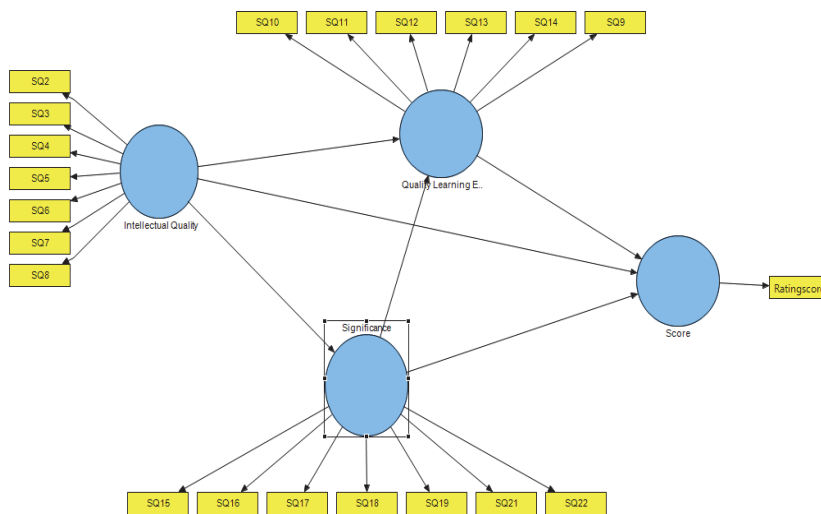 SQ10
SQ11
SQ12
SQ13
SQ14
SQ9
SQ2
SQ3
SQ4
SQ5
SQ6
SQ7
SQ8
Intellectual Quality
Quality Learning E..
Significance
Score
Ratingscore
SQ15
SQ16
SQ17
SQ18
SQ19
SQ21
SQ22